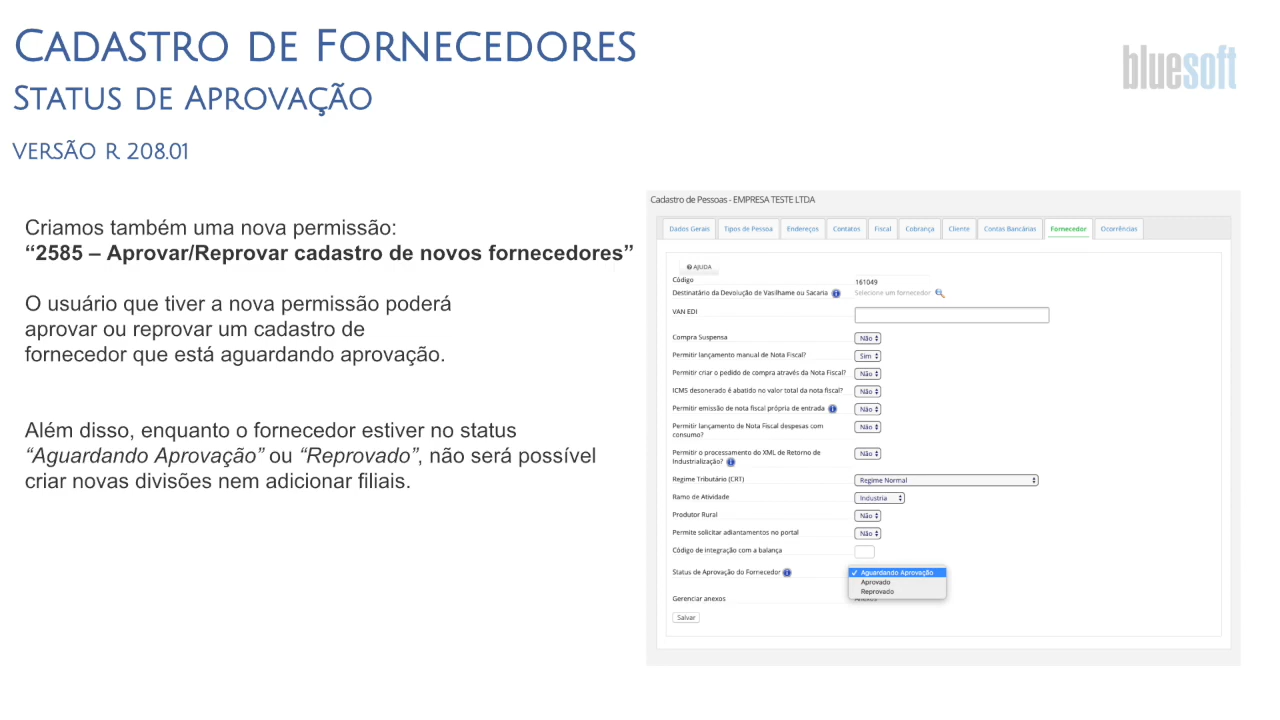 Cadastro de Fornecedores
bluesoft
Status de Aprovação
versão R 208.01
Criamos também uma nova permissão:
“2585 – Aprovar/Reprovar cadastro de novos fornecedores”
O usuário que tiver a nova permissão poderá
aprovar ou reprovar um cadastro de
fornecedor que está aguardando aprovação.
Além disso, enquanto o fornecedor estiver no status
“Aguardando Aprovação” ou “Reprovado”, não será possível
criar novas divisões nem adicionar filiais.
Cadastro de Pessoas - EMPRESA TESTE LTDA
Dados Gerais Tipos de Pessoa Endereços Contatos Fiscal Cobrança Cliente Contas Bancárias Fornecedor Ocorrências
AJUDA
Código 161049
Destinatário da Devolução de Vasilhame ou Sacaria Selecione um fornecedor
VAN EDI
Compra Suspensa Não
Permitir lançamento manual de Nota Fiscal? Sim
Permitir criar o pedido de compra através da Nota Fiscal? Não
ICMS desonerado é abatido no valor total da nota fiscal? Não
Permitir emissão de nota fiscal própria de entrada Não
Permitir lançamento de Nota Fiscal despesas com Não
consumo?
Permitir o processamento do XML de Retorno de Não
Industrialização?
Regime Tributário (CRT) Regime Normal
Ramo de Atividade Industria
Produtor Rural Não
Permite solicitar adiantamentos no portal Não
Código de integração com a balança
Status de Aprovação do Fornecedor ✓ Aguardando Aprovação
Aprovado
Reprovado
Gerenciar anexos Anexos
Salvar